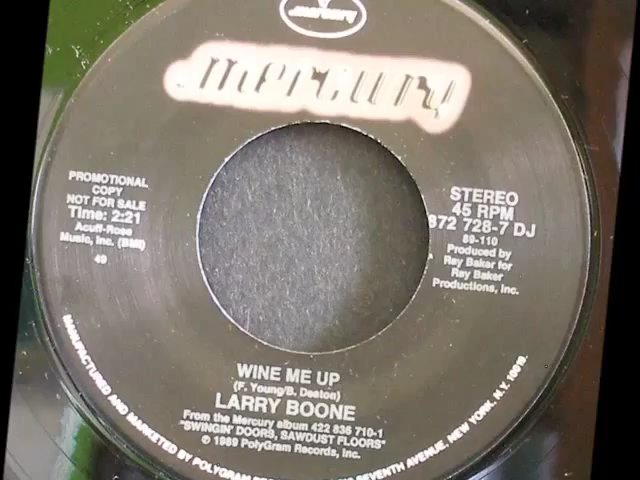 mercury
PROMOTIONAL
COPY
NOT FOR SALE
Time: 2:21
Acuff-Rose
Music, Inc. (BMI)
49
STEREO
45 RPM
872 728-7 DJ
89-110
Produced by
Ray Baker for
Ray Baker
Productions, Inc.
WINE ME UP
(F. Young/B. Deaton)
LARRY BOONE
From the Mercury album 422 836 710-1
"SWINGIN' DOORS, SAWDUST FLOORS"
© 1989 PolyGram Records, Inc.
MANUFACTURED AND MARKETED BY POLYGRAM SEVENTH AVENUE, NEW YORK, N.Y. 10019.